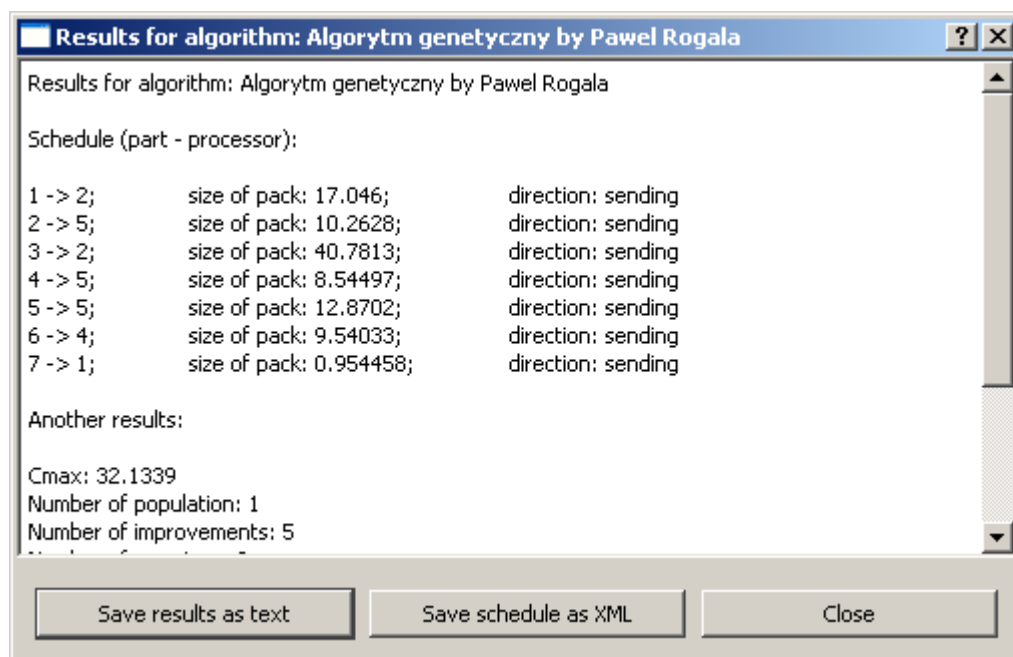 Results for algorithm: Algorytm genetyczny by Pawel Rogala
Results for algorithm: Algorytm genetyczny by Pawel Rogala
Schedule (part - processor):
1 -> 2; size of pack: 17.046; direction: sending
2 -> 5; size of pack: 10.2628; direction: sending
3 -> 2; size of pack: 40.7813; direction: sending
4 -> 5; size of pack: 8.54497; direction: sending
5 -> 5; size of pack: 12.8702; direction: sending
6 -> 4; size of pack: 9.54033; direction: sending
7 -> 1; size of pack: 0.954458; direction: sending
Another results:
Cmax: 32.1339
Number of population: 1
Number of improvements: 5
Save results as text Save schedule as XML Close